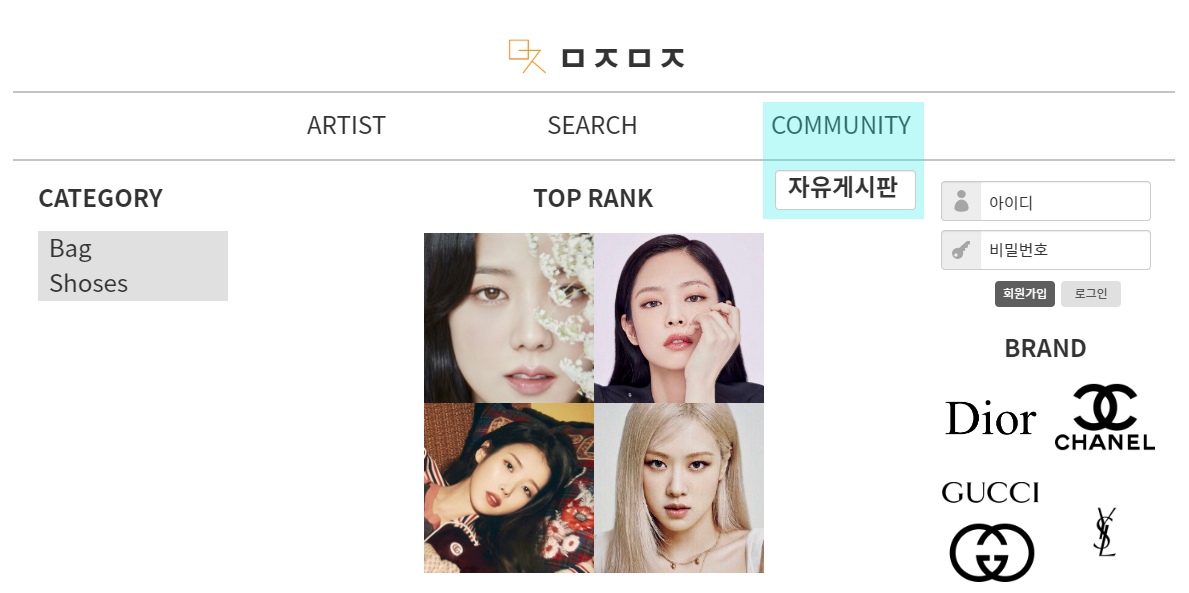 ㅁㅈㅁㅈ
ARTIST SEARCH COMMUNITY
자유게시판
CATEGORY
Bag
Shoses
TOP RANK
아이디
비밀번호
회원가입 로그인
BRAND
Dior
CHANEL
GUCCI
YSL